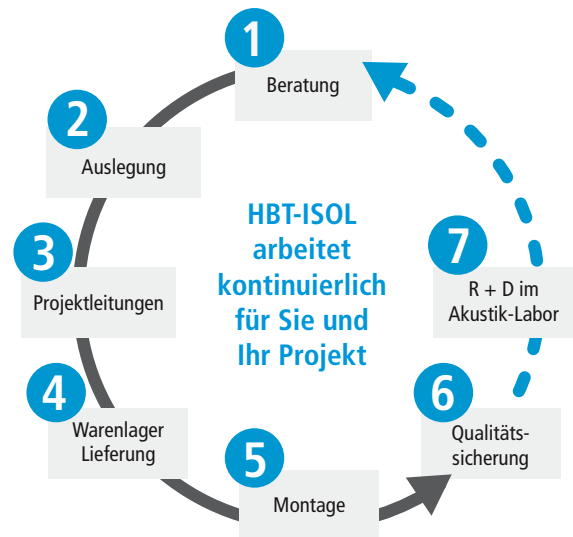 1
Beratung
2
Auslegung
3
Projektleitungen
4
Warenlager
Lieferung
5
Montage
6
Qualitäts-
sicherung
7
R + D im
Akustik-Labor
HBT-ISOL
arbeitet
kontinuierlich
für Sie und
Ihr Projekt